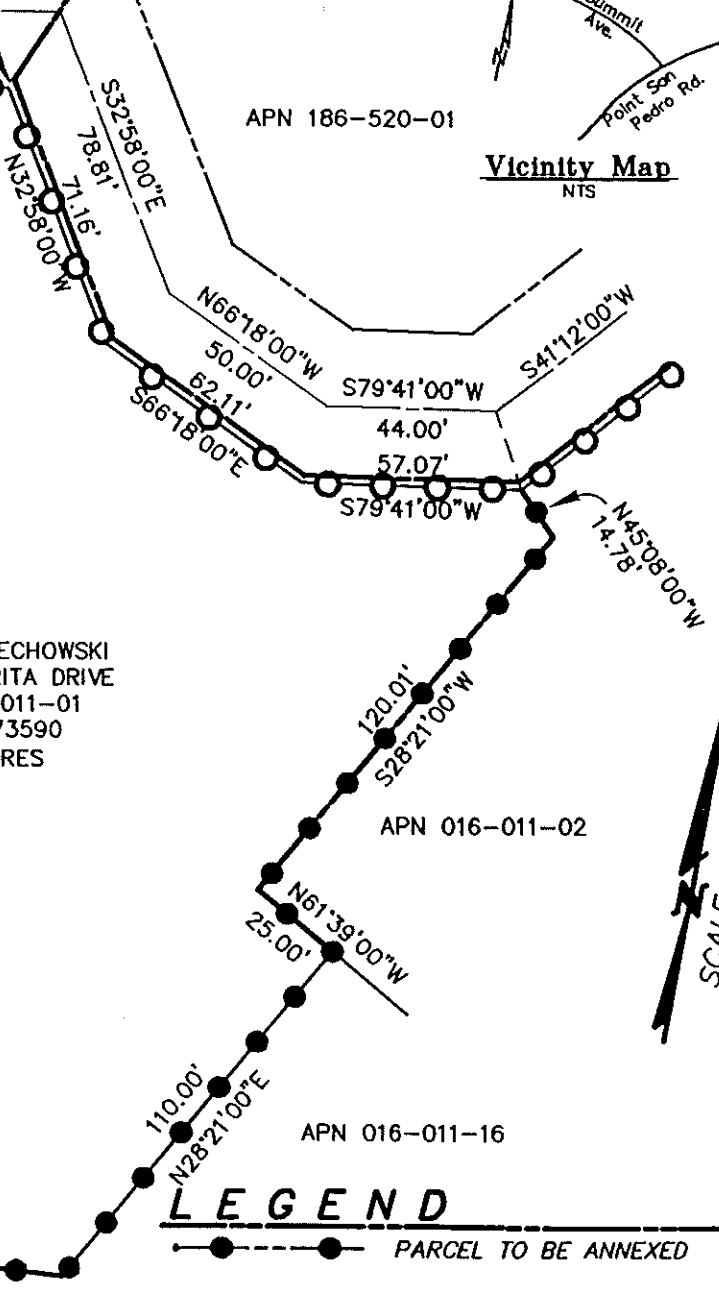 Summit
Ave.
Point San
Pedro Rd.
Vicinity Map
NTS
APN 186-520-01
S32°58'00"E
78.81'
71.16'
N32°58'00"W
N66°18'00"W
50.00'
62.11'
S66°18'00"E
S79°41'00"W
44.00'
57.07'
S79°41'00"W
S41°12'00"W
N45°08'00"W
14.78'
ECHOWSKI
RITA DRIVE
011-01
73590
RES
120.01'
S28°21'00"W
APN 016-011-02
N61°39'00"W
25.00'
N
SCALE
110.00'
N28°21'00"E
APN 016-011-16
LEGEND
PARCEL TO BE ANNEXED